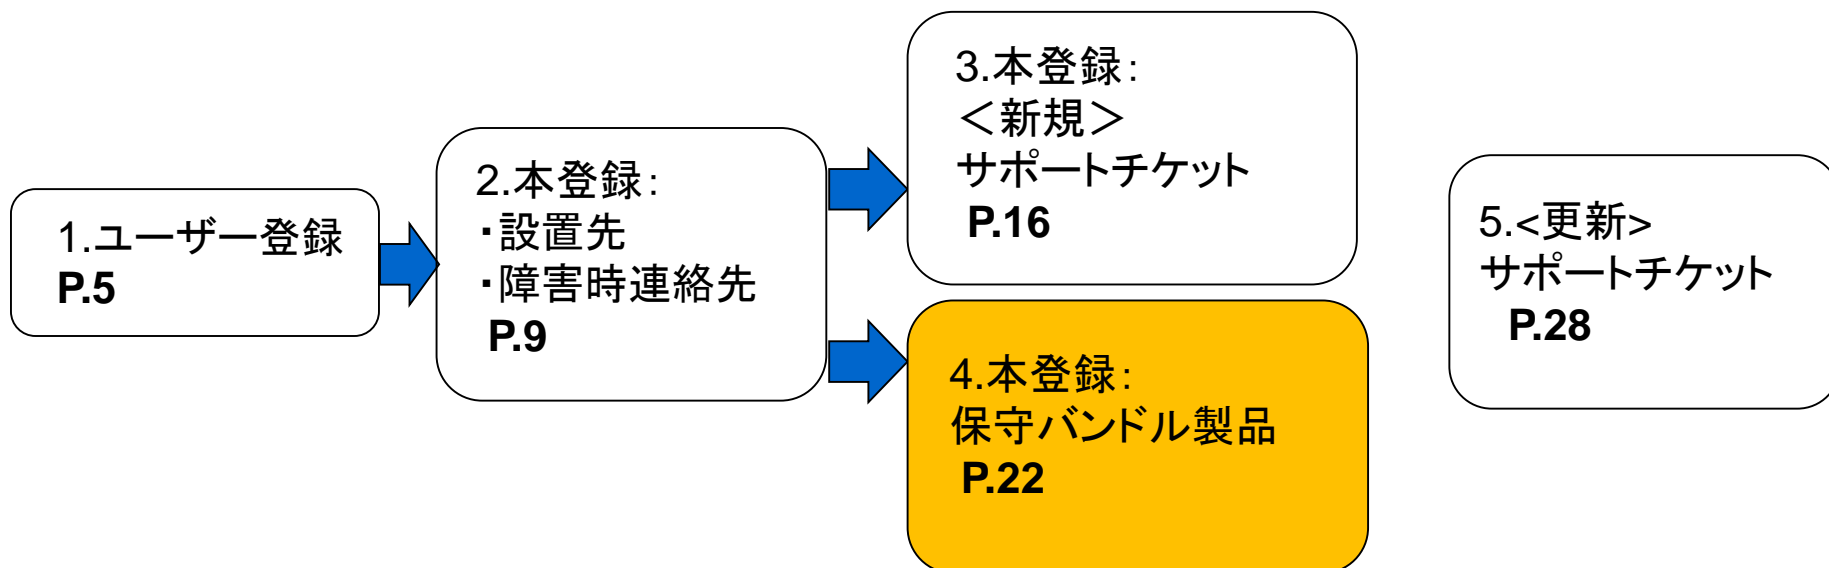 1.ユーザー登録
P.5
2.本登録：
・設置先
・障害時連絡先
P.9
3.本登録：
＜新規＞
サポートチケット
P.16
4.本登録：
保守バンドル製品
P.22
5.<更新>
サポートチケット
P.28